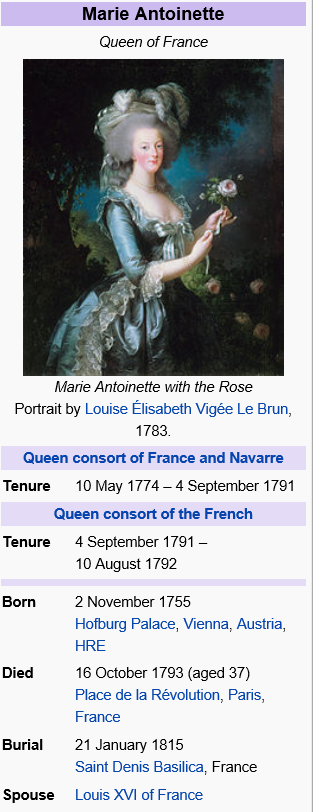 Marie Antoinette
Queen of France
Marie Antoinette with the Rose
Portrait by Louise Élisabeth Vigée Le Brun,
1783.
Queen consort of France and Navarre
Tenure 10 May 1774 – 4 September 1791
Queen consort of the French
Tenure 4 September 1791 –
10 August 1792
Born 2 November 1755
Hofburg Palace, Vienna, Austria,
HRE
Died 16 October 1793 (aged 37)
Place de la Révolution, Paris,
France
Burial 21 January 1815
Saint Denis Basilica, France
Spouse Louis XVI of France